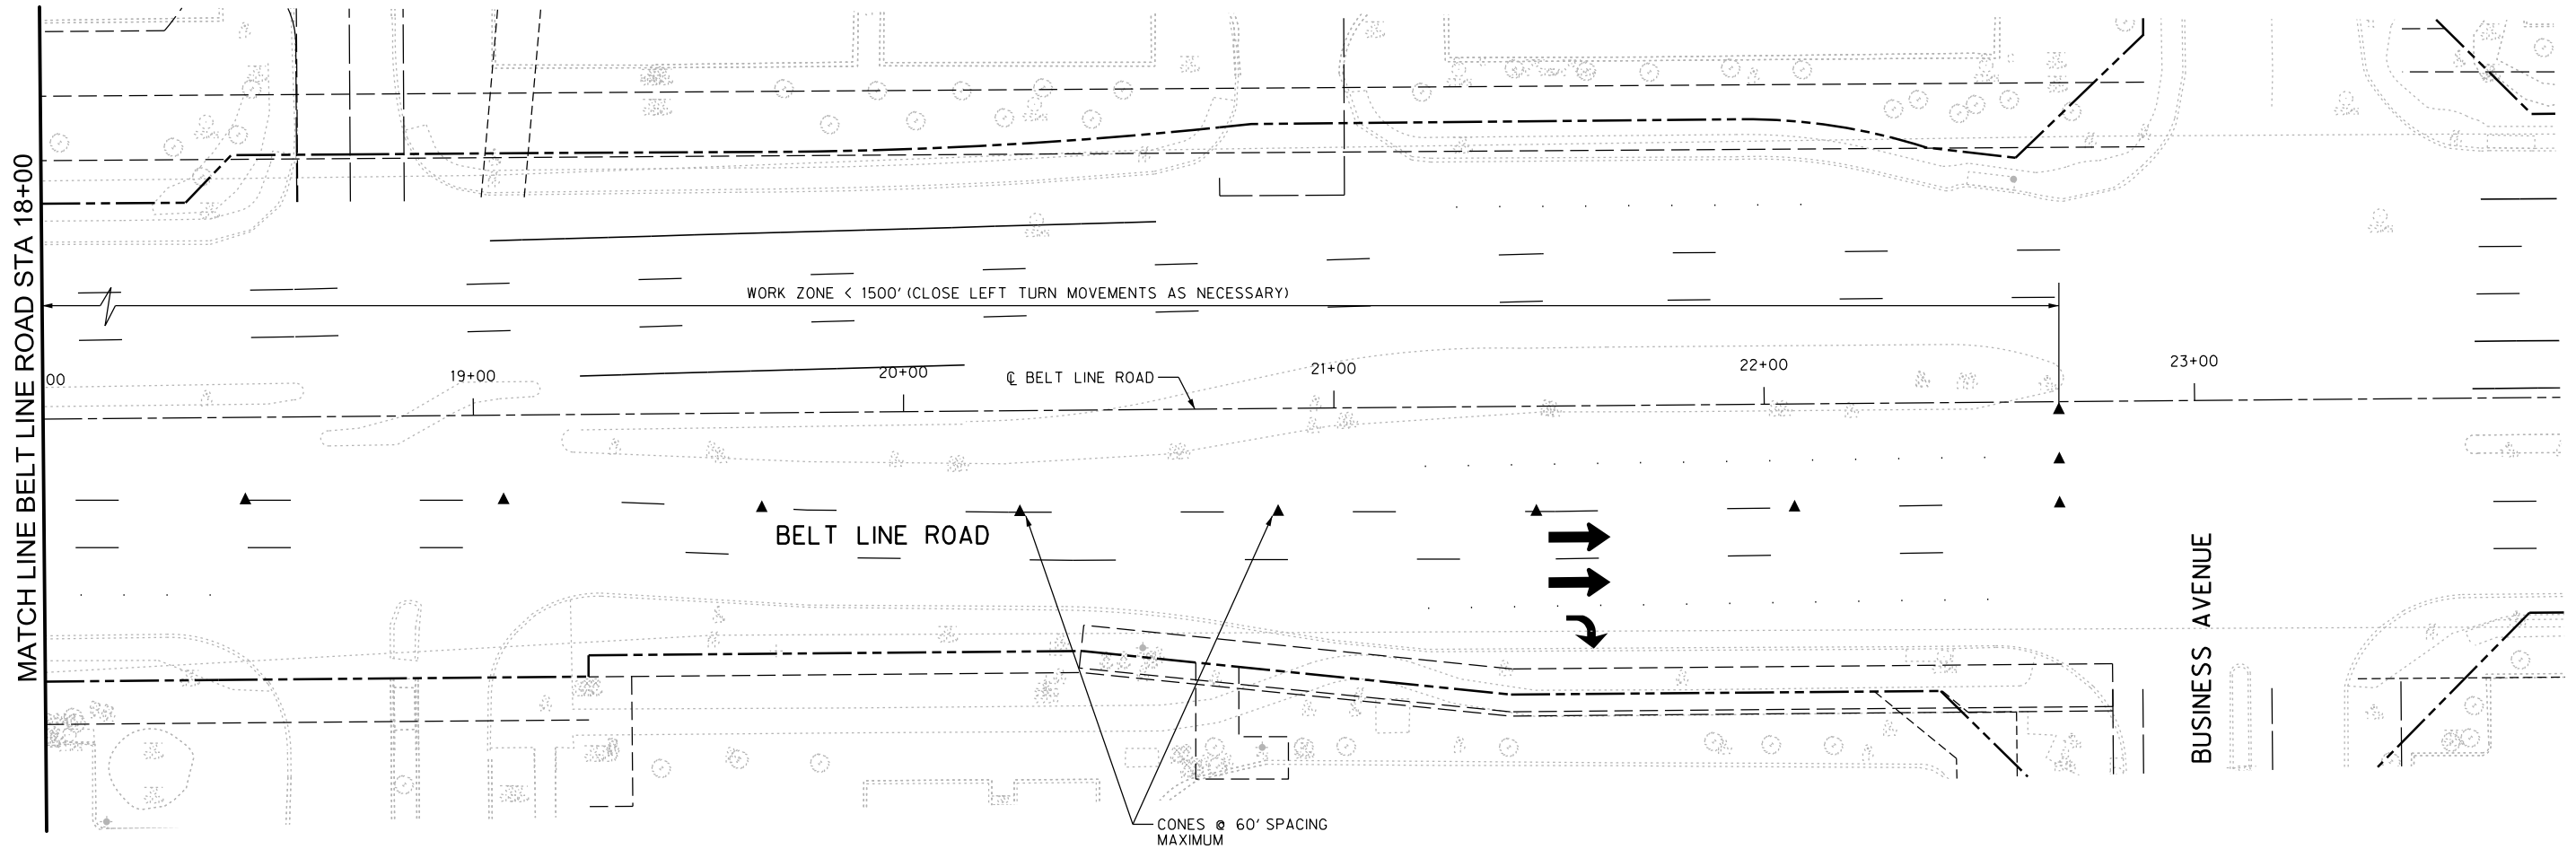 MATCH LINE BELT LINE ROAD STA 18+00
WORK ZONE < 1500' (CLOSE LEFT TURN MOVEMENTS AS NECESSARY)
00
19+00
20+00
℄ BELT LINE ROAD
21+00
22+00
23+00
BELT LINE ROAD
BUSINESS AVENUE
CONES @ 60' SPACING
MAXIMUM